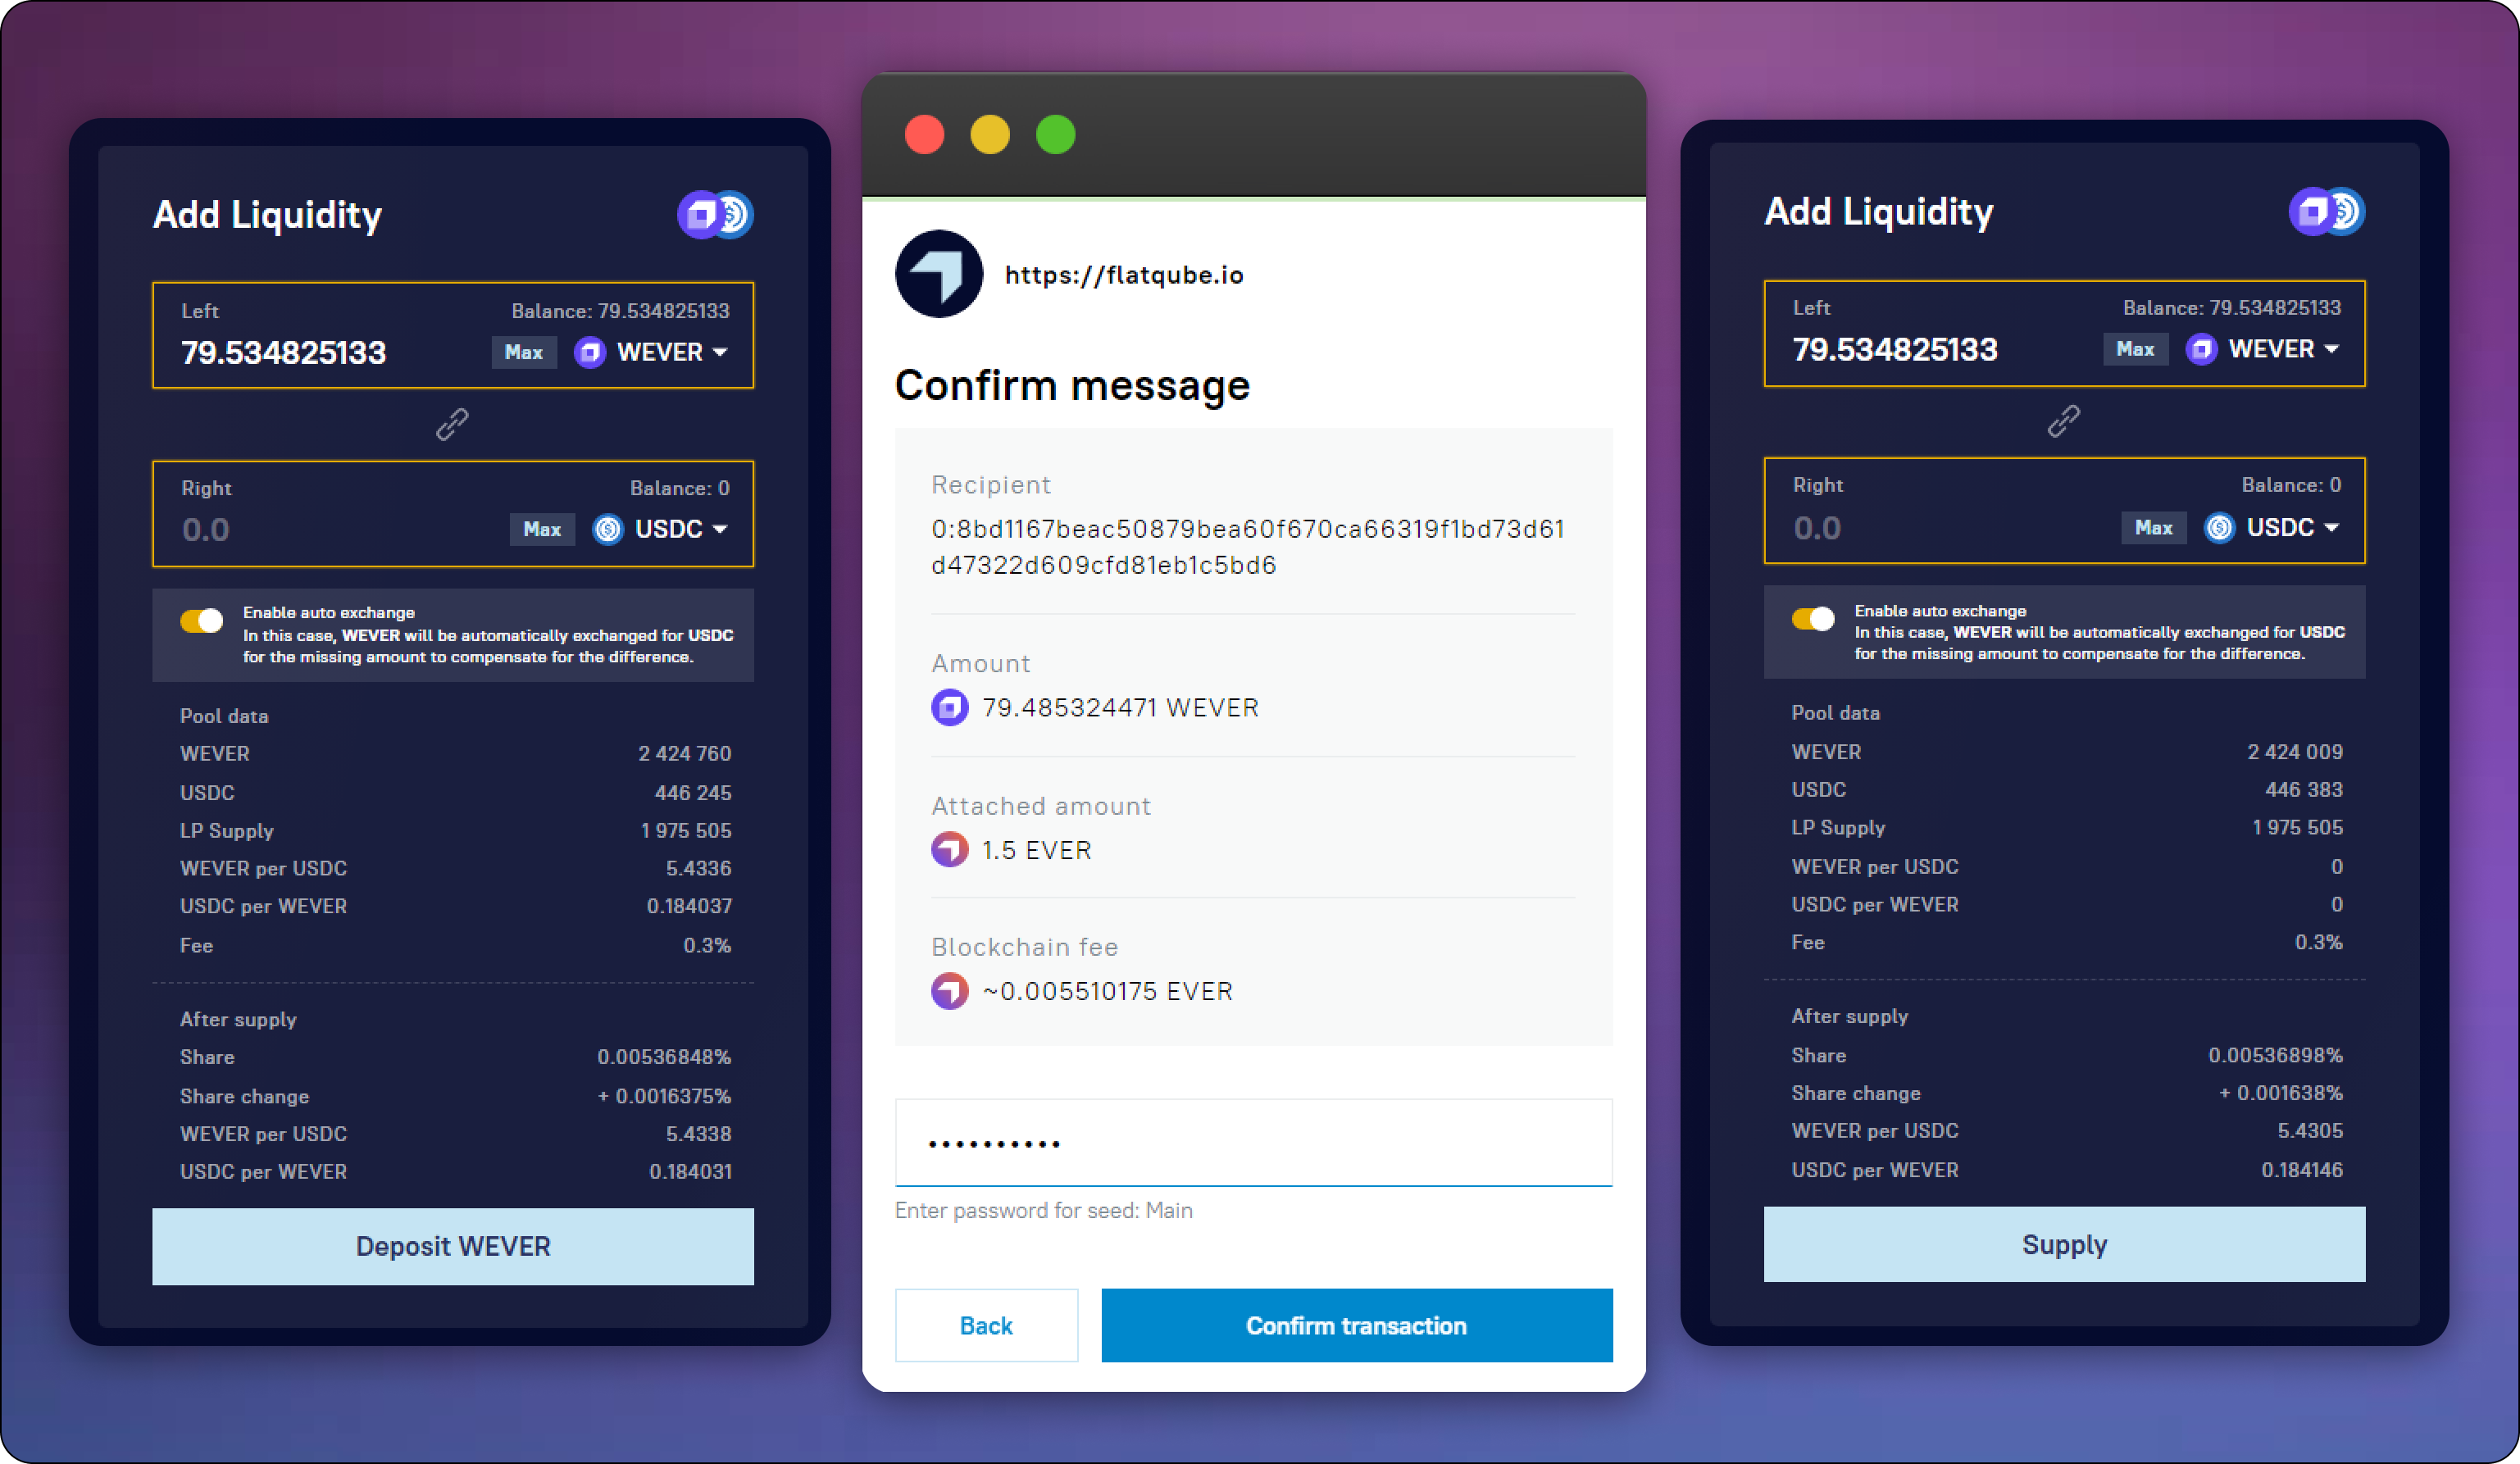 Add Liquidity
Left
Balance: 79.534825133
79.534825133
Max
WEVER
Right
Balance: 0
0.0
Max
USDC
Enable auto exchange
In this case, WEVER will be automatically exchanged for USDC
for the missing amount to compensate for the difference.
Pool data
WEVER 2 424 760
USDC 446 245
LP Supply 1 975 505
WEVER per USDC 5.4336
USDC per WEVER 0.184037
Fee 0.3%
After supply
Share 0.00536848%
Share change + 0.0016375%
WEVER per USDC 5.4338
USDC per WEVER 0.184031
Deposit WEVER
https://flatqube.io
Confirm message
Recipient
0:8bd1167beac50879bea60f670ca66319f1bd73d61
d47322d609cfd81eb1c5bd6
Amount
79.485324471 WEVER
Attached amount
1.5 EVER
Blockchain fee
~0.005510175 EVER
••••••••••
Enter password for seed: Main
Back
Confirm transaction
Add Liquidity
Left
Balance: 79.534825133
79.534825133
Max
WEVER
Right
Balance: 0
0.0
Max
USDC
Enable auto exchange
In this case, WEVER will be automatically exchanged for USDC
for the missing amount to compensate for the difference.
Pool data
WEVER 2 424 009
USDC 446 383
LP Supply 1 975 505
WEVER per USDC 0
USDC per WEVER 0
Fee 0.3%
After supply
Share 0.00536898%
Share change + 0.001638%
WEVER per USDC 5.4305
USDC per WEVER 0.184146
Supply